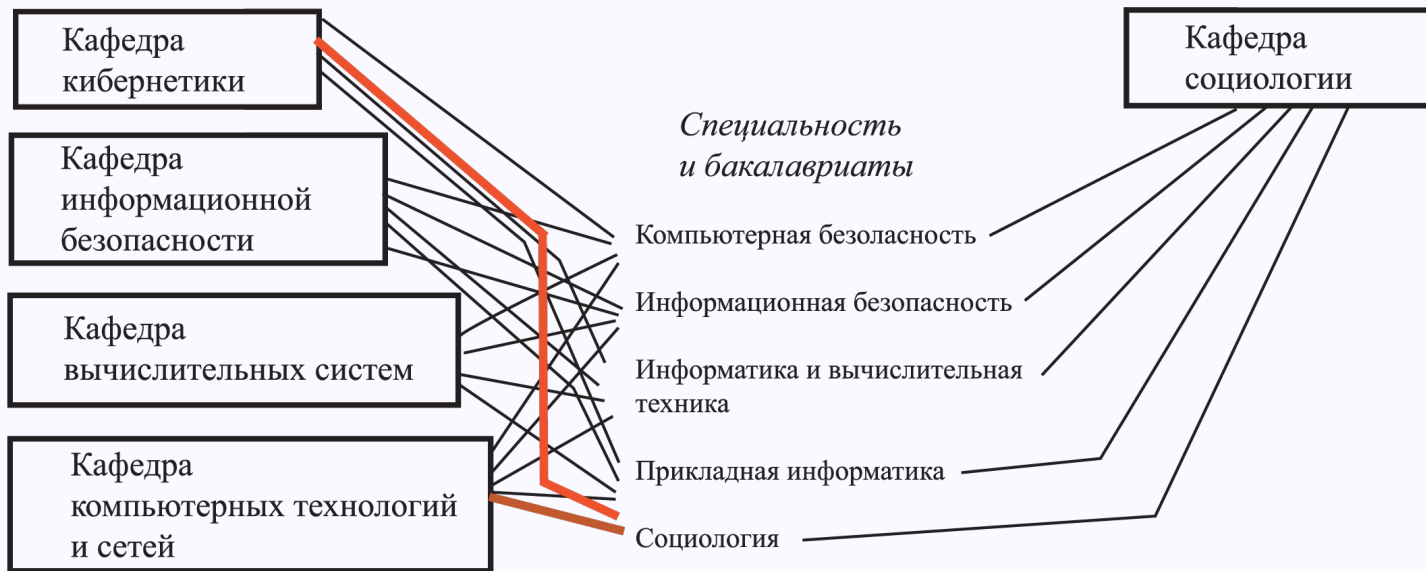 Кафедра
кибернетики
Кафедра
социологии
Специальность
и бакалавриаты
Кафедра
информационной
безопасности
Компьютерная безоласность
Информационная безопасность
Кафедра
вычислительных систем
Информатика и вычислительная
техника
Кафедра
компьютерных технологий
и сетей
Прикладная информатика
Социология